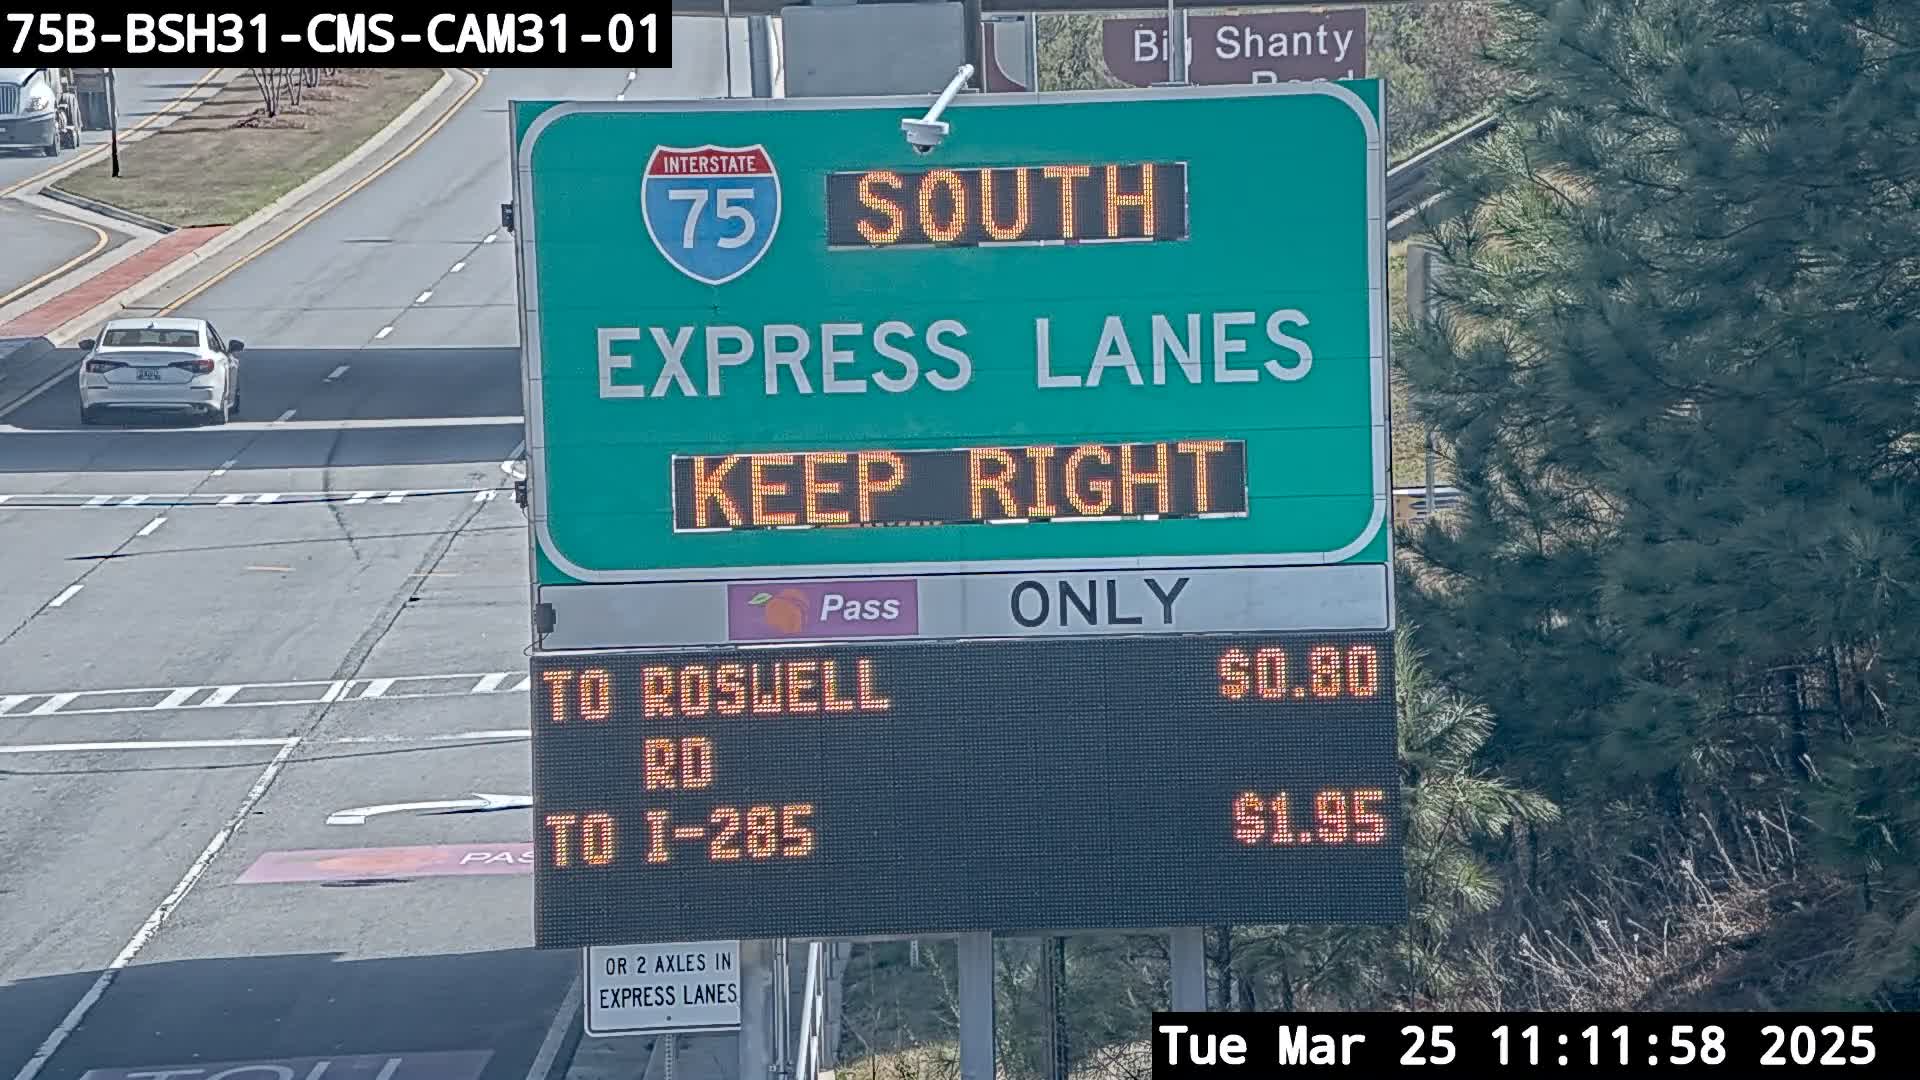 75B-BSH31-CMS-CAM31-01
Big Shanty
Road
INTERSTATE
75
SOUTH
EXPRESS LANES
KEEP RIGHT
Pass ONLY
TO ROSWELL $0.80
RD
TO I-285 $1.95
OR 2 AXLES IN
EXPRESS LANES
TOLL
Tue Mar 25 11:11:58 2025